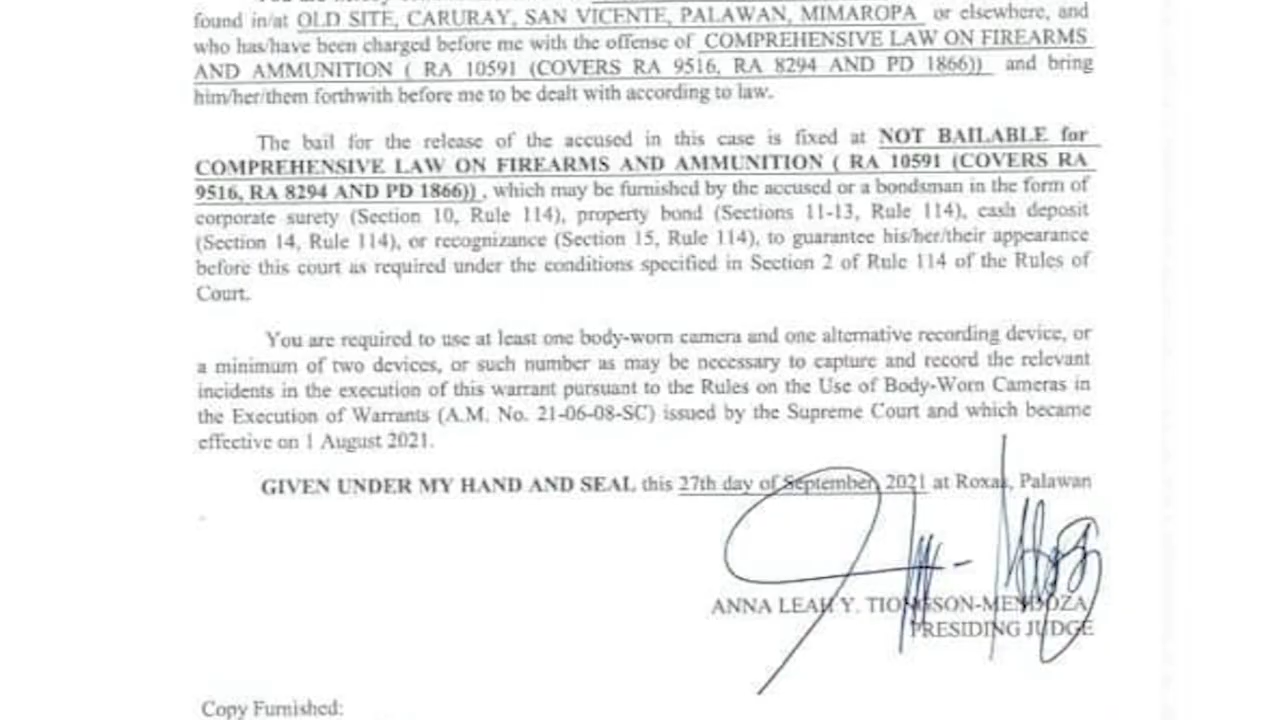 found in/at OLD SITE, CARURAY, SAN VICENTE, PALAWAN, MIMAROPA or elsewhere, and
who has/have been charged before me with the offense of COMPREHENSIVE LAW ON FIREARMS
AND AMMUNITION ( RA 10591 (COVERS RA 9516, RA 8294 AND PD 1866)) and bring
him/her/them forthwith before me to be dealt with according to law.
The bail for the release of the accused in this case is fixed at NOT BAILABLE for
COMPREHENSIVE LAW ON FIREARMS AND AMMUNITION ( RA 10591 (COVERS RA
9516, RA 8294 AND PD 1866)) , which may be furnished by the accused or a bondsman in the form of
corporate surety (Section 10, Rule 114), property bond (Sections 11-13, Rule 114), cash deposit
(Section 14, Rule 114), or recognizance (Section 15, Rule 114), to guarantee his/her/their appearance
before this court as required under the conditions specified in Section 2 of Rule 114 of the Rules of
Court.
You are required to use at least one body-worn camera and one alternative recording device, or
a minimum of two devices, or such number as may be necessary to capture and record the relevant
incidents in the execution of this warrant pursuant to the Rules on the Use of Body-Worn Cameras in
the Execution of Warrants (A.M. No. 21-06-08-SC) issued by the Supreme Court and which became
effective on 1 August 2021.
GIVEN UNDER MY HAND AND SEAL this 27th day of September, 2021 at Roxas, Palawan
.
ANNA LEAH Y. TIONGSON-MENDOZA
PRESIDING JUDGE
Copy Furnished: